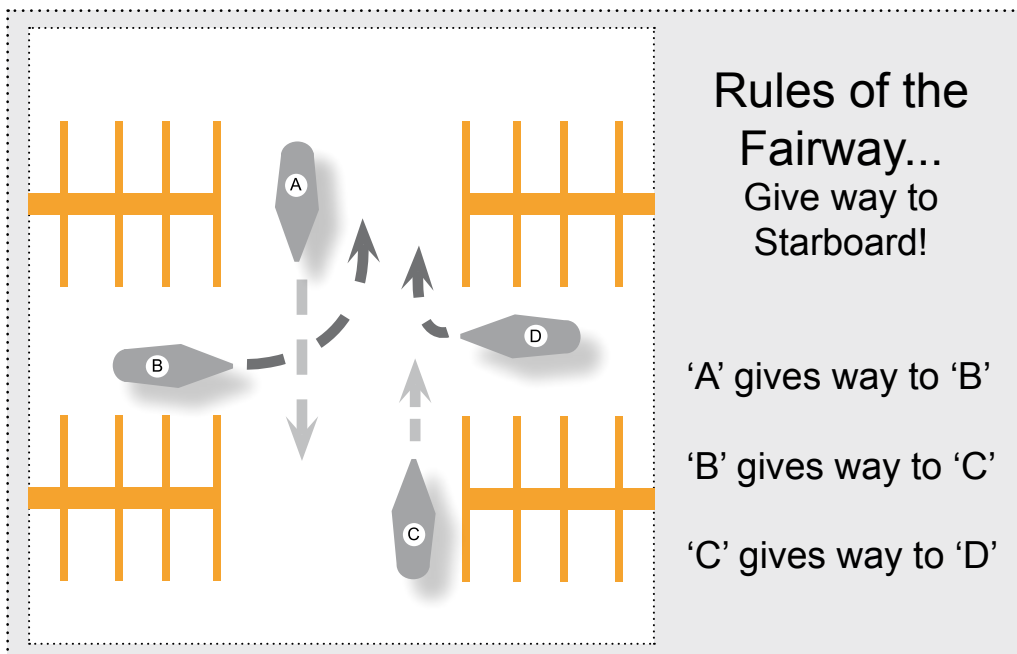 Rules of the
Fairway...
Give way to
Starboard!
A
B
D
C
‘A’ gives way to ‘B’
‘B’ gives way to ‘C’
‘C’ gives way to ‘D’